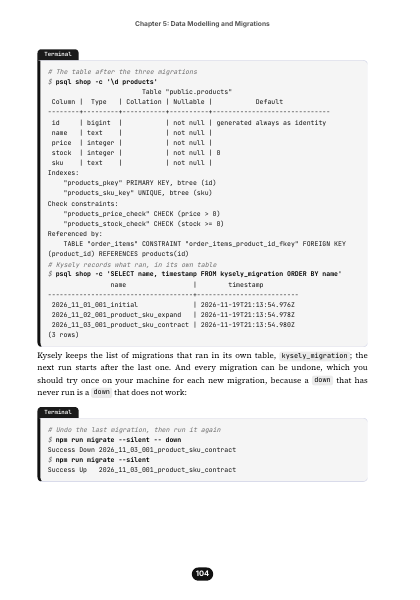 Chapter 5: Data Modelling and Migrations
Terminal
# The table after the three migrations
$ psql shop -c '\d products'
Table "public.products"
Column | Type | Collation | Nullable | Default
--------+---------+-----------+----------+------------------------------
id | bigint | | not null | generated always as identity
name | text | | not null |
price | integer | | not null |
stock | integer | | not null | 0
sku | text | | not null |
Indexes:
"products_pkey" PRIMARY KEY, btree (id)
"products_sku_key" UNIQUE, btree (sku)
Check constraints:
"products_price_check" CHECK (price > 0)
"products_stock_check" CHECK (stock >= 0)
Referenced by:
TABLE "order_items" CONSTRAINT "order_items_product_id_fkey" FOREIGN KEY
(product_id) REFERENCES products(id)
# Kysely records what ran, in its own table
$ psql shop -c 'SELECT name, timestamp FROM kysely_migration ORDER BY name'
name | timestamp
-------------------------------------+--------------------------
2026_11_01_001_initial | 2026-11-19T21:13:54.976Z
2026_11_02_001_product_sku_expand | 2026-11-19T21:13:54.978Z
2026_11_03_001_product_sku_contract | 2026-11-19T21:13:54.980Z
(3 rows)
Kysely keeps the list of migrations that ran in its own table, kysely_migration; the
next run starts after the last one. And every migration can be undone, which you
should try once on your machine for each new migration, because a down that has
never run is a down that does not work:
Terminal
# Undo the last migration, then run it again
$ npm run migrate --silent -- down
Success Down 2026_11_03_001_product_sku_contract
$ npm run migrate --silent
Success Up 2026_11_03_001_product_sku_contract
104